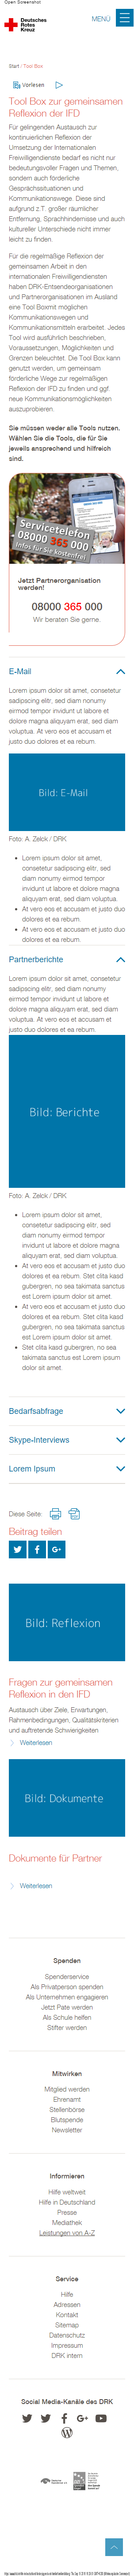 Open Screenshot
Deutsches
Rotes
Kreuz
MENÜ
Start / Tool Box
Vorlesen
Tool Box zur gemeinsamen
Reflexion der IFD
Für gelingenden Austausch zur
kontinuierlichen Reflexion der
Umsetzung der Internationalen
Freiwilligendienste bedarf es nicht nur
bedeutungsvoller Fragen und Themen,
sondern auch förderliche
Gesprächssituationen und
Kommunikationswege. Diese sind
aufgrund z.T. großer räumlicher
Entfernung, Sprachhindernisse und auch
kultureller Unterschiede nicht immer
leicht zu finden.
Für die regelmäßige Reflexion der
gemeinsamen Arbeit in den
internationalen Freiwilligendiensten
haben DRK-Entsendeorganisationen
und Partnerorganisationen im Ausland
eine Tool Boxmit möglichen
Kommunikationswegen und
Kommunikationsmitteln erarbeitet. Jedes
Tool wird ausführlich beschrieben,
Voraussetzungen, Möglichkeiten und
Grenzen beleuchtet. Die Tool Box kann
genutzt werden, um gemeinsam
förderliche Wege zur regelmäßigen
Reflexion der IFD zu finden und ggf.
neue Kommunikationsmöglichkeiten
auszuprobieren.
Sie müssen weder alle Tools nutzen.
Wählen Sie die Tools, die für Sie
jeweils ansprechend und hilfreich
sind.
Servicetelefon
08000 365 000
Infos für Sie kostenfrei
Jetzt Partnerorganisation
werden!
08000 365 000
Wir beraten Sie gerne.
E-Mail
Lorem ipsum dolor sit amet, consetetur
sadipscing elitr, sed diam nonumy
eirmod tempor invidunt ut labore et
dolore magna aliquyam erat, sed diam
voluptua. At vero eos et accusam et
justo duo dolores et ea rebum.
Bild: E-Mail
Foto: A. Zelck / DRK
Lorem ipsum dolor sit amet,
consetetur sadipscing elitr, sed
diam nonumy eirmod tempor
invidunt ut labore et dolore magna
aliquyam erat, sed diam voluptua.
At vero eos et accusam et justo duo
dolores et ea rebum.
At vero eos et accusam et justo duo
dolores et ea rebum.
Partnerberichte
Lorem ipsum dolor sit amet, consetetur
sadipscing elitr, sed diam nonumy
eirmod tempor invidunt ut labore et
dolore magna aliquyam erat, sed diam
voluptua. At vero eos et accusam et
justo duo dolores et ea rebum.
Bild: Berichte
Foto: A. Zelck / DRK
Lorem ipsum dolor sit amet,
consetetur sadipscing elitr, sed
diam nonumy eirmod tempor
invidunt ut labore et dolore magna
aliquyam erat, sed diam voluptua.
At vero eos et accusam et justo duo
dolores et ea rebum. Stet clita kasd
gubergren, no sea takimata sanctus
est Lorem ipsum dolor sit amet.
At vero eos et accusam et justo duo
dolores et ea rebum. Stet clita kasd
gubergren, no sea takimata sanctus
est Lorem ipsum dolor sit amet.
At vero eos et accusam et justo duo
dolores et ea rebum.
Stet clita kasd gubergren, no sea
takimata sanctus est Lorem ipsum
dolor sit amet.
Bedarfsabfrage
Skype-Interviews
Lorem Ipsum
Diese Seite:
Beitrag teilen
Bild: Reflexion
Fragen zur gemeinsamen
Reflexion in den IFD
Austausch über Ziele, Erwartungen,
Rahmenbedingungen, Qualitätskriterien
und auftretende Schwierigkeiten
Weiterlesen
Bild: Dokumente
Dokumente für Partner
Weiterlesen
Spenden
Spenderservice
Als Privatperson spenden
Als Unternehmen engagieren
Jetzt Pate werden
Als Schule helfen
Stifter werden
Mitwirken
Mitglied werden
Ehrenamt
Stellenbörse
Blutspende
Newsletter
Informieren
Hilfe weltweit
Hilfe in Deutschland
Presse
Mediathek
Leistungen von A-Z
Service
Hilfe
Adressen
Kontakt
Sitemap
Datenschutz
Impressum
DRK intern
Social Media-Kanäle des DRK